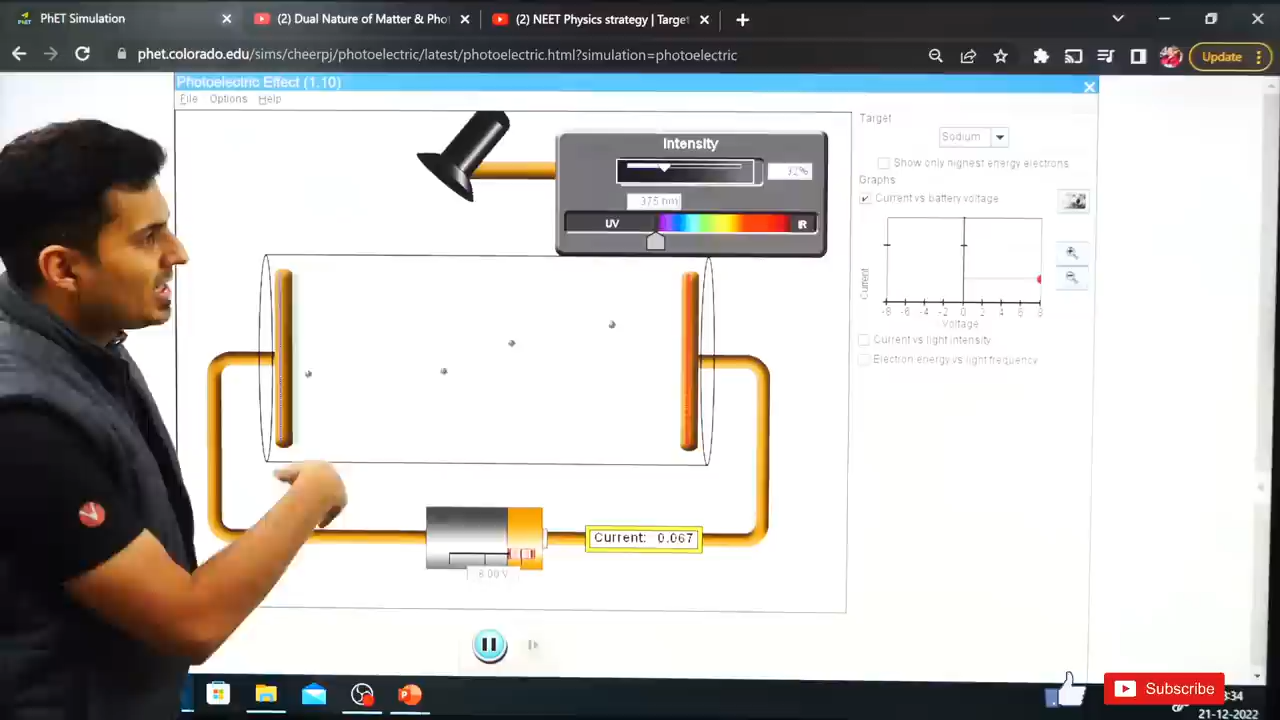 PhET Simulation
(2) Dual Nature of Matter & Pho
(2) NEET Physics strategy | Target
phet.colorado.edu/sims/cheerpj/photoelectric/latest/photoelectric.html?simulation=photoelectric
Update
Photoelectric Effect (1.10)
File Options Help
Intensity
32%
375 nm
UV
IR
Target
Sodium
Show only highest energy electrons
Graphs
Current vs battery voltage
Current
-8 -6 -4 -2 0 2 4 6 8
Voltage
Current vs light intensity
Electron energy vs light frequency
Current: 0.067
8.00 V
Subscribe
21-12-2022